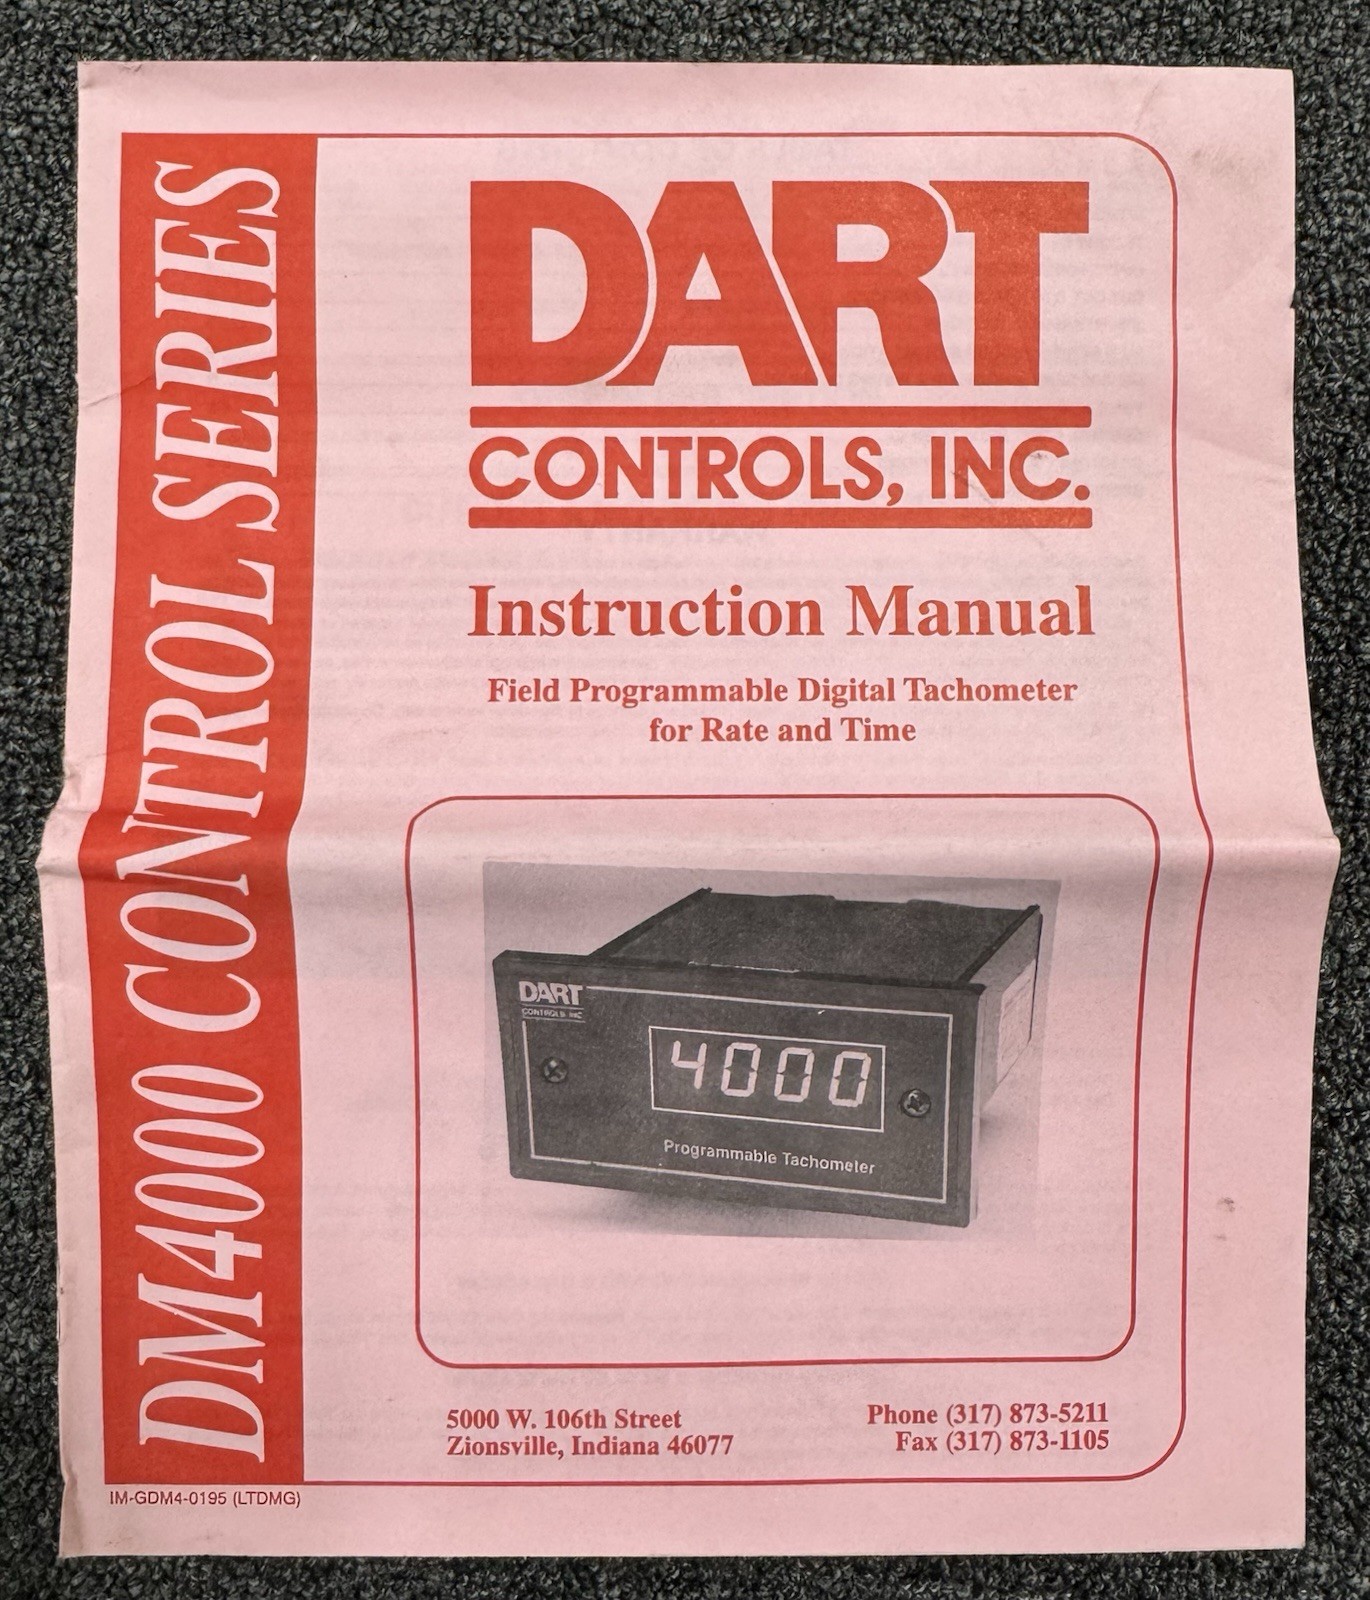 DM4000 CONTROL SERIES
DART
CONTROLS, INC.
Instruction Manual
Field Programmable Digital Tachometer
for Rate and Time
DART
CONTROLS INC
4000
Programmable Tachometer
5000 W. 106th Street
Zionsville, Indiana 46077
Phone (317) 873-5211
Fax (317) 873-1105
IM-GDM4-0195 (LTDMG)